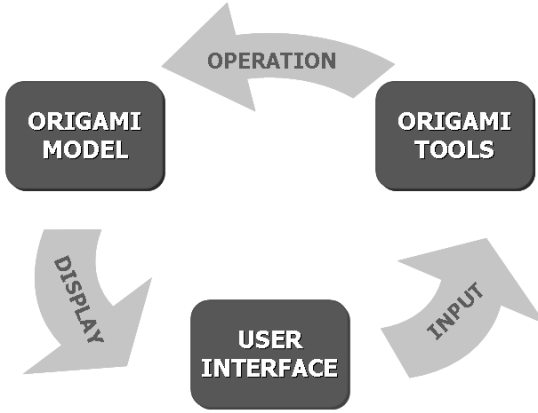 OPERATION
ORIGAMI
MODEL
ORIGAMI
TOOLS
DISPLAY
INPUT
USER
INTERFACE